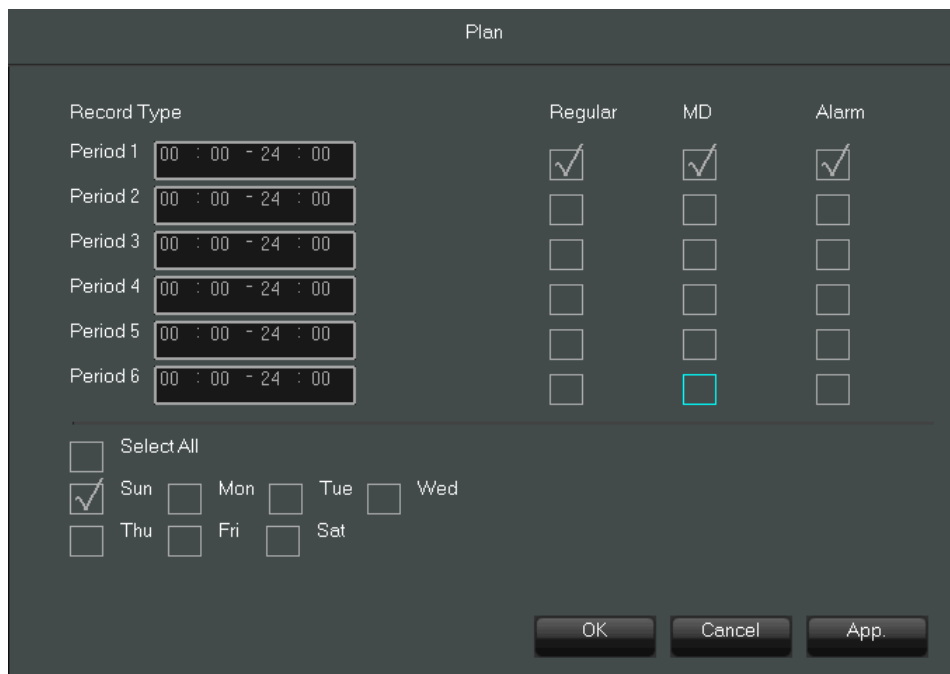 Plan
Record Type Regular MD Alarm
Period 1 00 : 00 - 24 : 00
Period 2 00 : 00 - 24 : 00
Period 3 00 : 00 - 24 : 00
Period 4 00 : 00 - 24 : 00
Period 5 00 : 00 - 24 : 00
Period 6 00 : 00 - 24 : 00
Select All
Sun Mon Tue Wed
Thu Fri Sat
OK Cancel App.